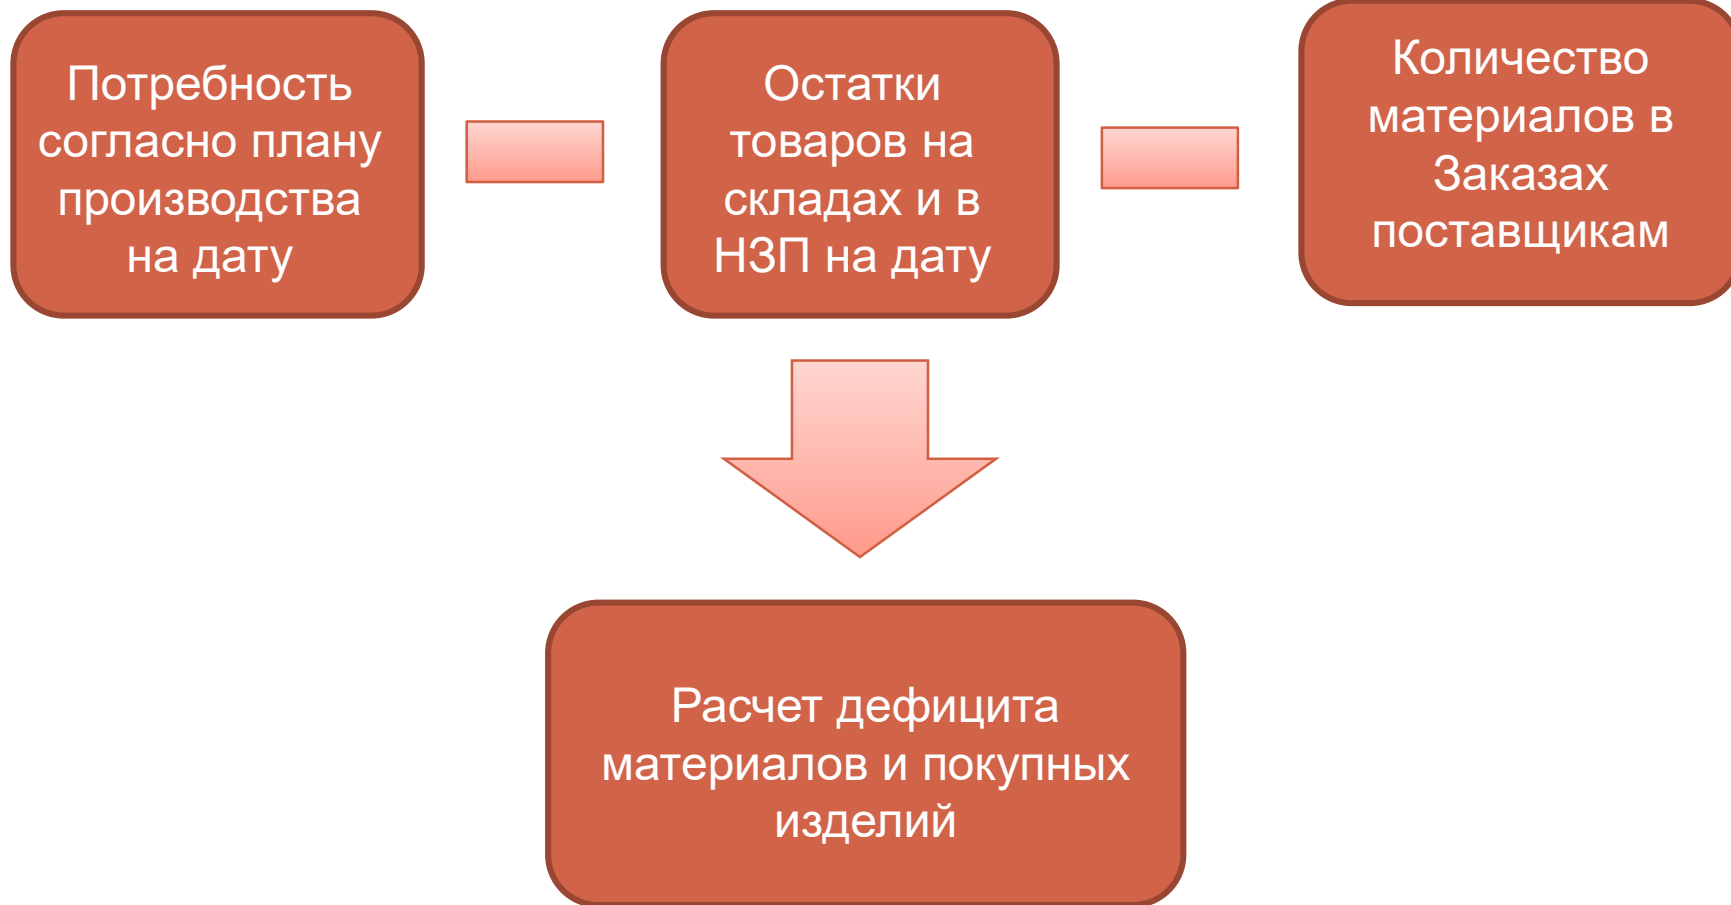 Потребность
согласно плану
производства
на дату
Остатки
товаров на
складах и в
НЗП на дату
Количество
материалов в
Заказах
поставщикам
Расчет дефицита
материалов и покупных
изделий